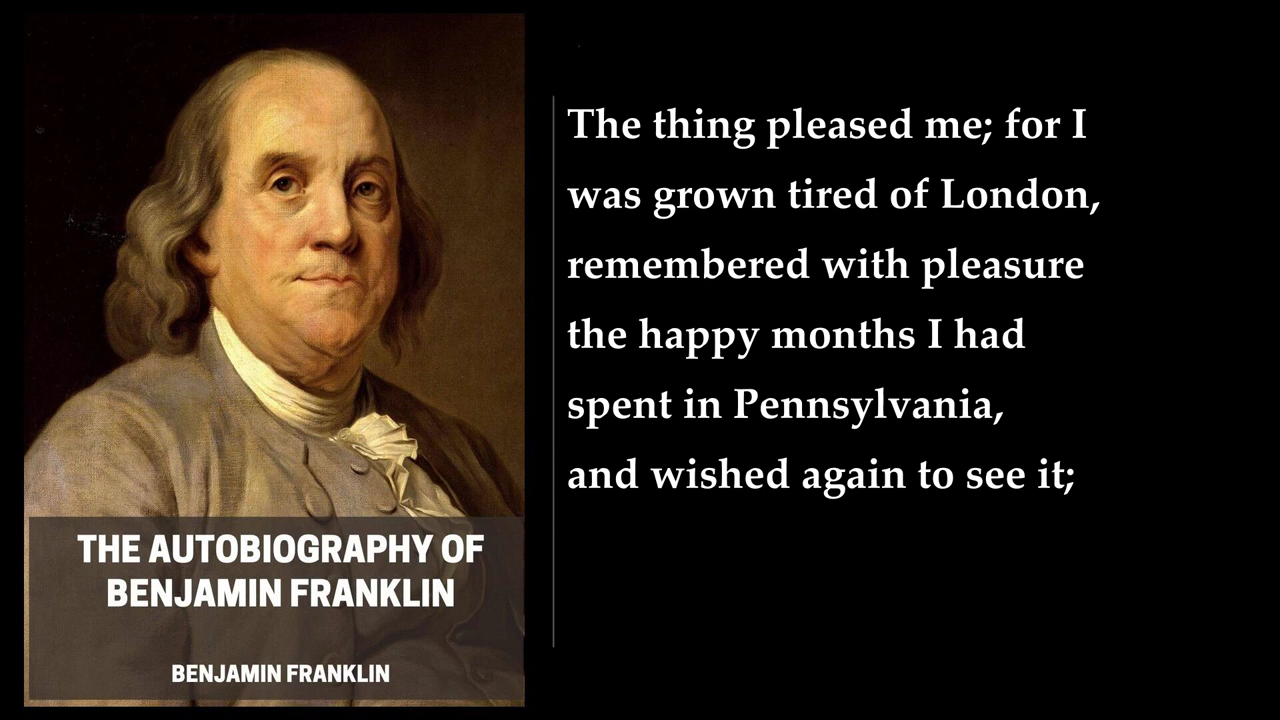 The thing pleased me; for I
was grown tired of London,
remembered with pleasure
the happy months I had
spent in Pennsylvania,
and wished again to see it;
THE AUTOBIOGRAPHY OF
BENJAMIN FRANKLIN
BENJAMIN FRANKLIN